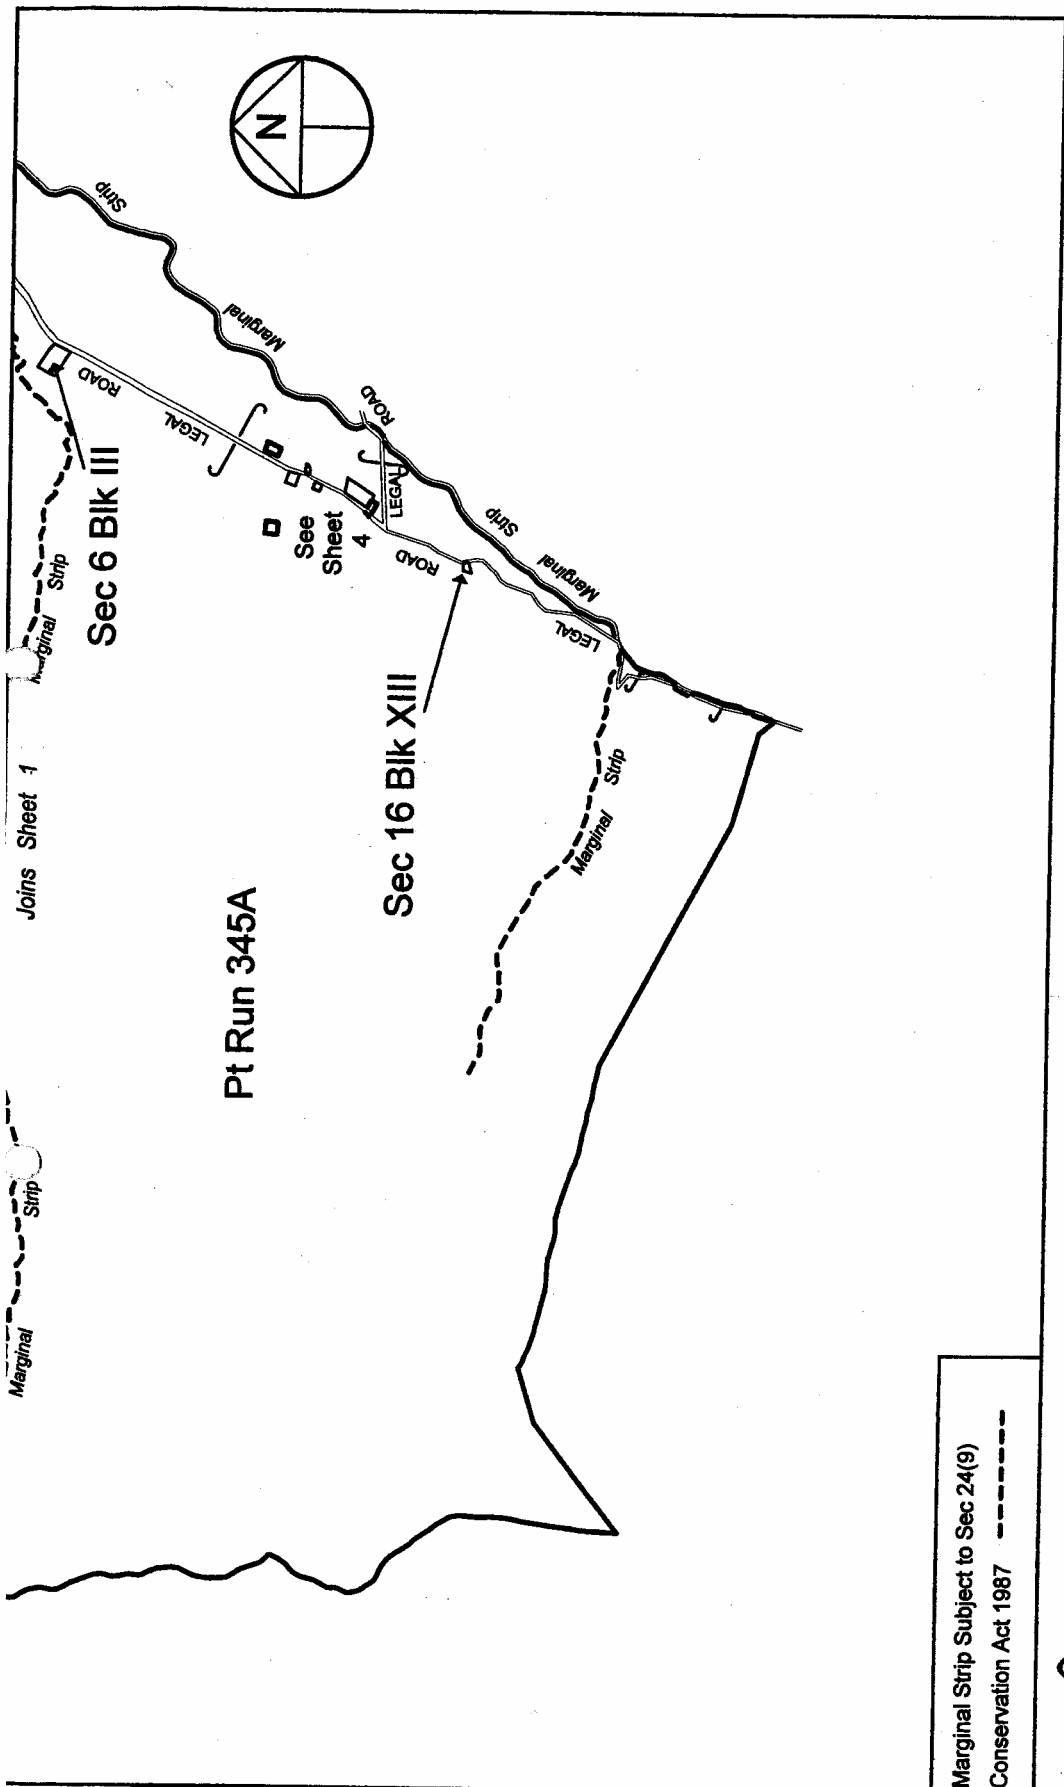 Joins Sheet 1
N
Strip
Marginal
ROAD
LEGAL
Sec 6 Blk III
Marginal Strip
See
Sheet
4
ROAD
LEGAL
Strip
Marginal
ROAD
LEGAL
Sec 16 Blk XIII
Marginal Strip
Pt Run 345A
Marginal Strip
Marginal Strip Subject to Sec 24(9)
Conservation Act 1987